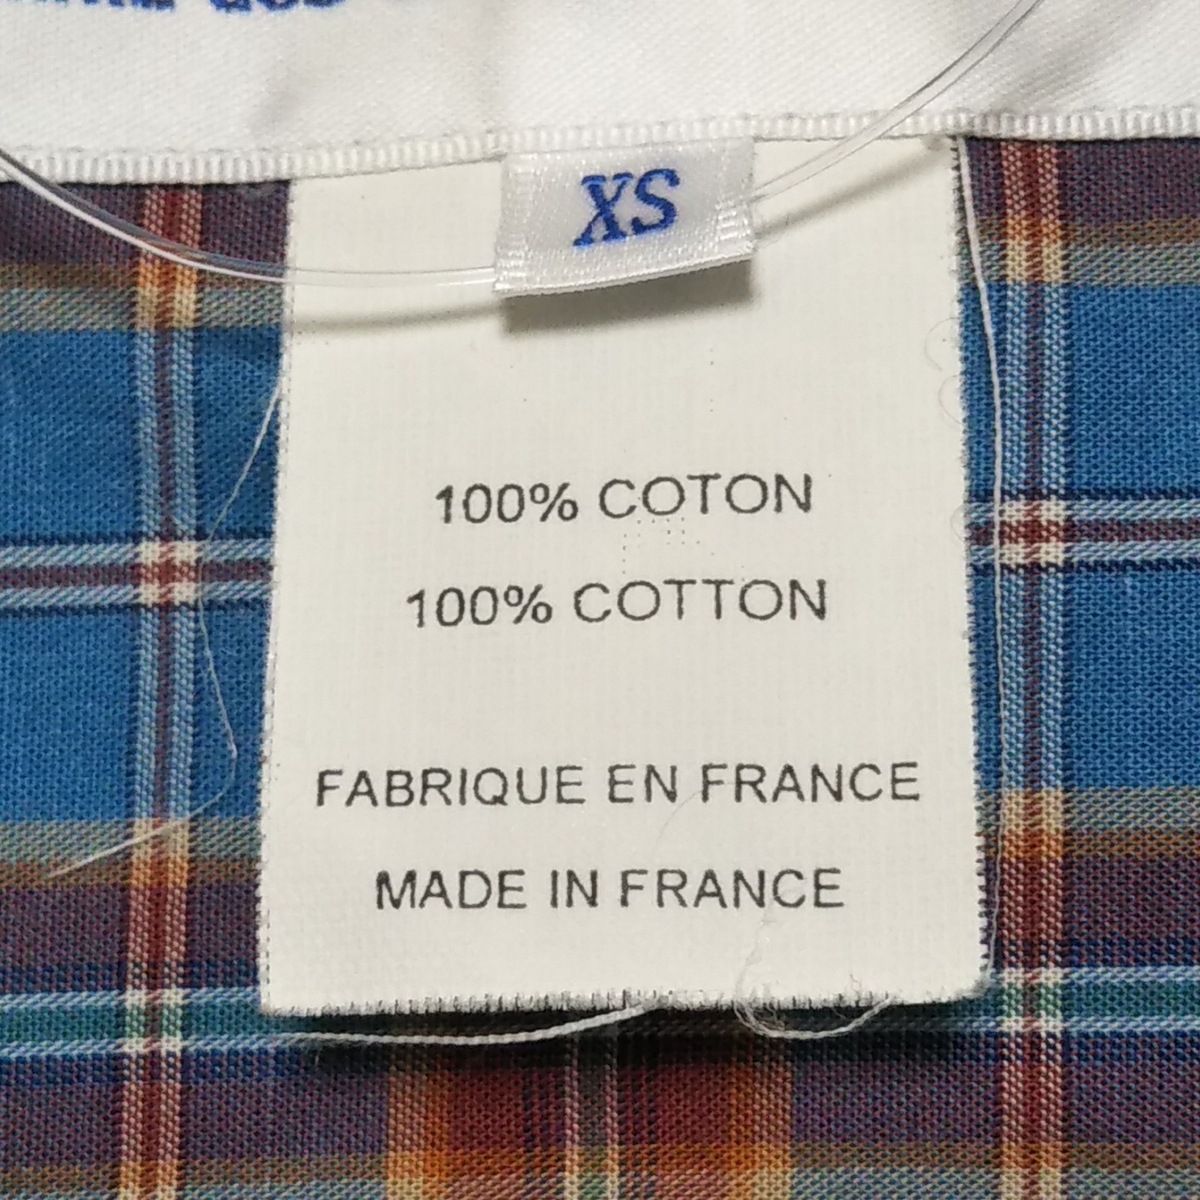 XS
100% COTON
100% COTTON
FABRIQUE EN FRANCE
MADE IN FRANCE